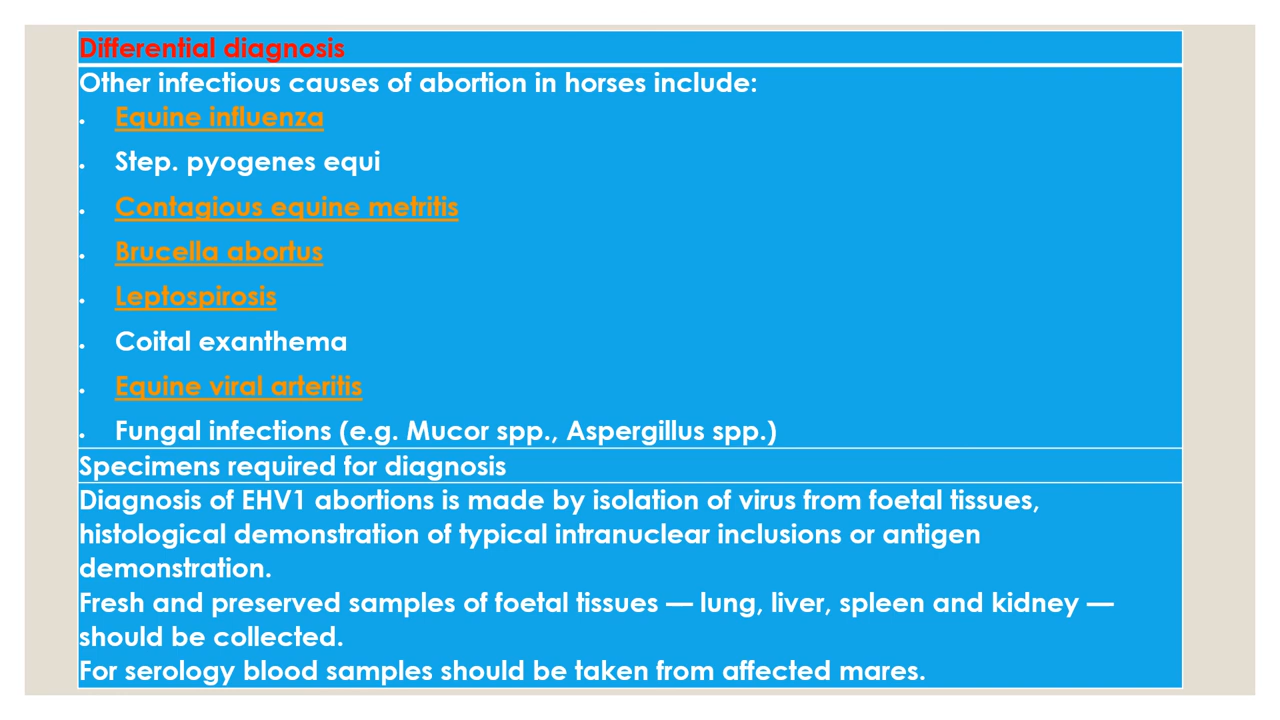 Differential diagnosis
Other infectious causes of abortion in horses include:
• Equine influenza
• Step. pyogenes equi
• Contagious equine metritis
• Brucella abortus
• Leptospirosis
• Coital exanthema
• Equine viral arteritis
• Fungal infections (e.g. Mucor spp., Aspergillus spp.)
Specimens required for diagnosis
Diagnosis of EHV1 abortions is made by isolation of virus from foetal tissues,
histological demonstration of typical intranuclear inclusions or antigen
demonstration.
Fresh and preserved samples of foetal tissues — lung, liver, spleen and kidney —
should be collected.
For serology blood samples should be taken from affected mares.